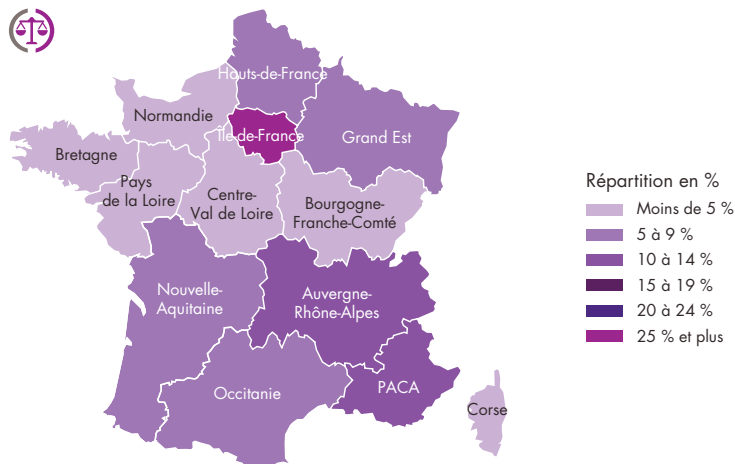 Hauts-de-France
Normandie
Île-de-France
Grand Est
Bretagne
Pays
de la Loire
Centre-
Val de Loire
Bourgogne-
Franche-Comté
Nouvelle-
Aquitaine
Auvergne-
Rhône-Alpes
Occitanie
PACA
Corse
Répartition en %
Moins de 5 %
5 à 9 %
10 à 14 %
15 à 19 %
20 à 24 %
25 % et plus